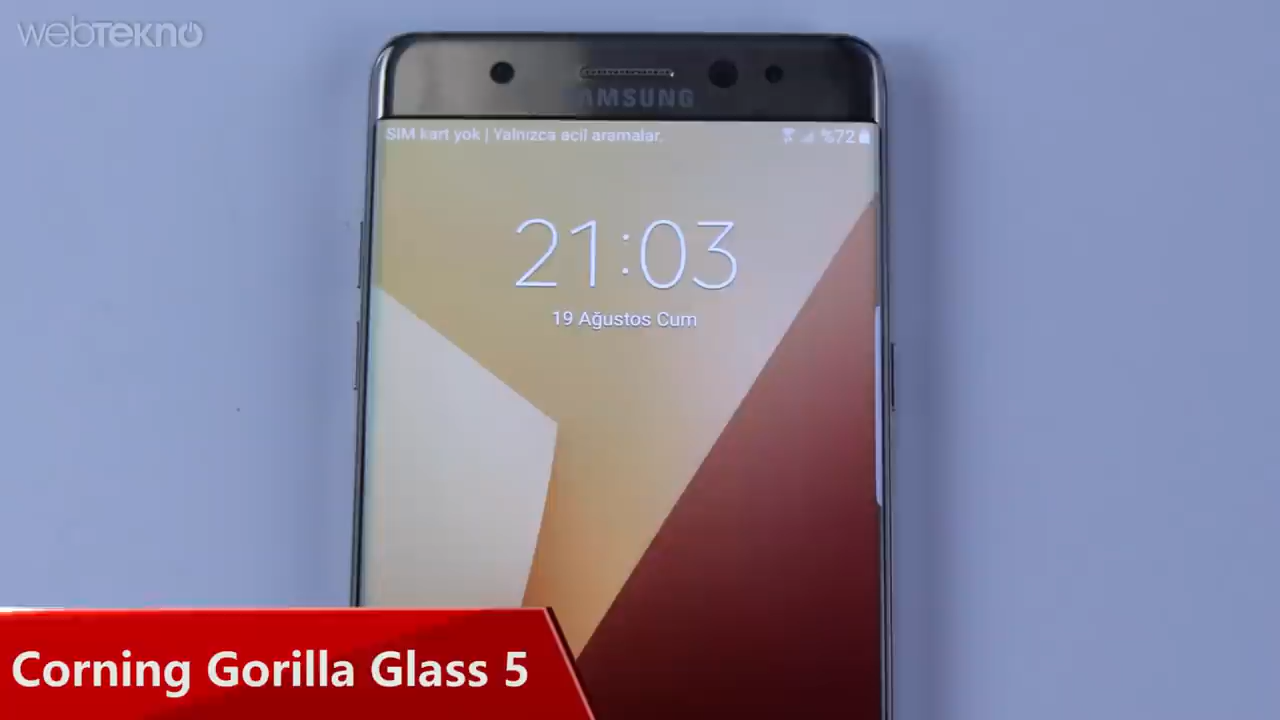 webTEKNO
SAMSUNG
SIM kart yok | Yalnızca acil aramalar.
%72
21:03
19 Ağustos Cum
Corning Gorilla Glass 5